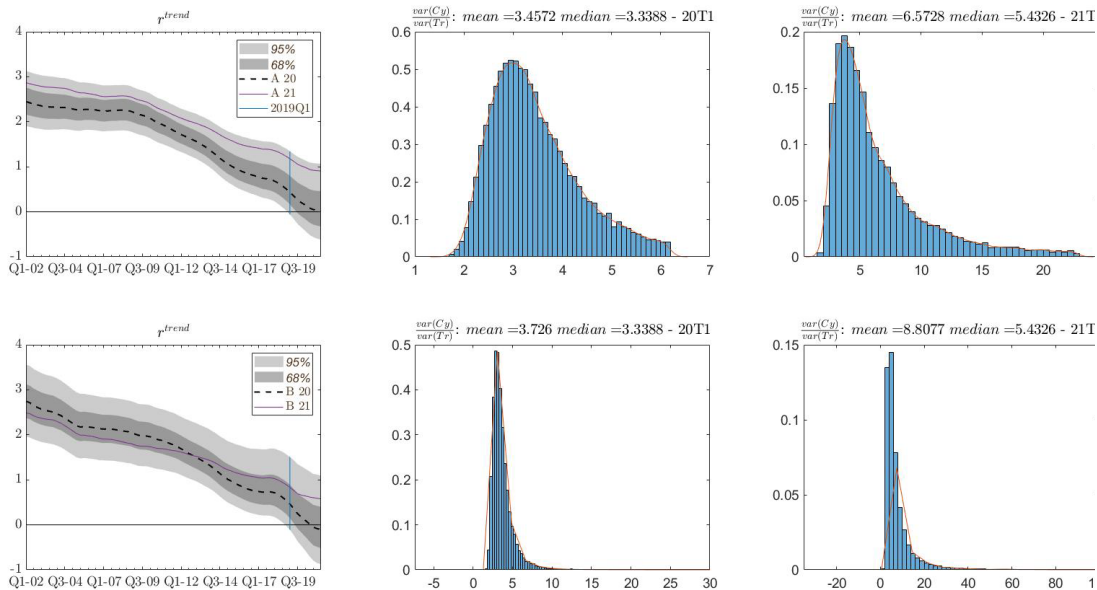 r^{trend}
4
3
2
1
0
-1
Q1-02 Q3-04 Q1-07 Q3-09 Q1-12 Q3-14 Q1-17 Q3-19
95%
68%
A 20
A 21
2019Q1
var(Cy)/var(Tr): mean =3.4572 median =3.3388 - 20T1
0.6
0.5
0.4
0.3
0.2
0.1
0
1 2 3 4 5 6 7
var(Cy)/var(Tr): mean =6.5728 median =5.4326 - 21T
0.2
0.15
0.1
0.05
0
5 10 15 20
r^{trend}
4
3
2
1
0
-1
Q1-02 Q3-04 Q1-07 Q3-09 Q1-12 Q3-14 Q1-17 Q3-19
95%
68%
B 20
B 21
var(Cy)/var(Tr): mean =3.726 median =3.3388 - 20T1
0.5
0.4
0.3
0.2
0.1
0
-5 0 5 10 15 20 25 30
var(Cy)/var(Tr): mean =8.8077 median =5.4326 - 21T
0.15
0.1
0.05
0
-20 0 20 40 60 80